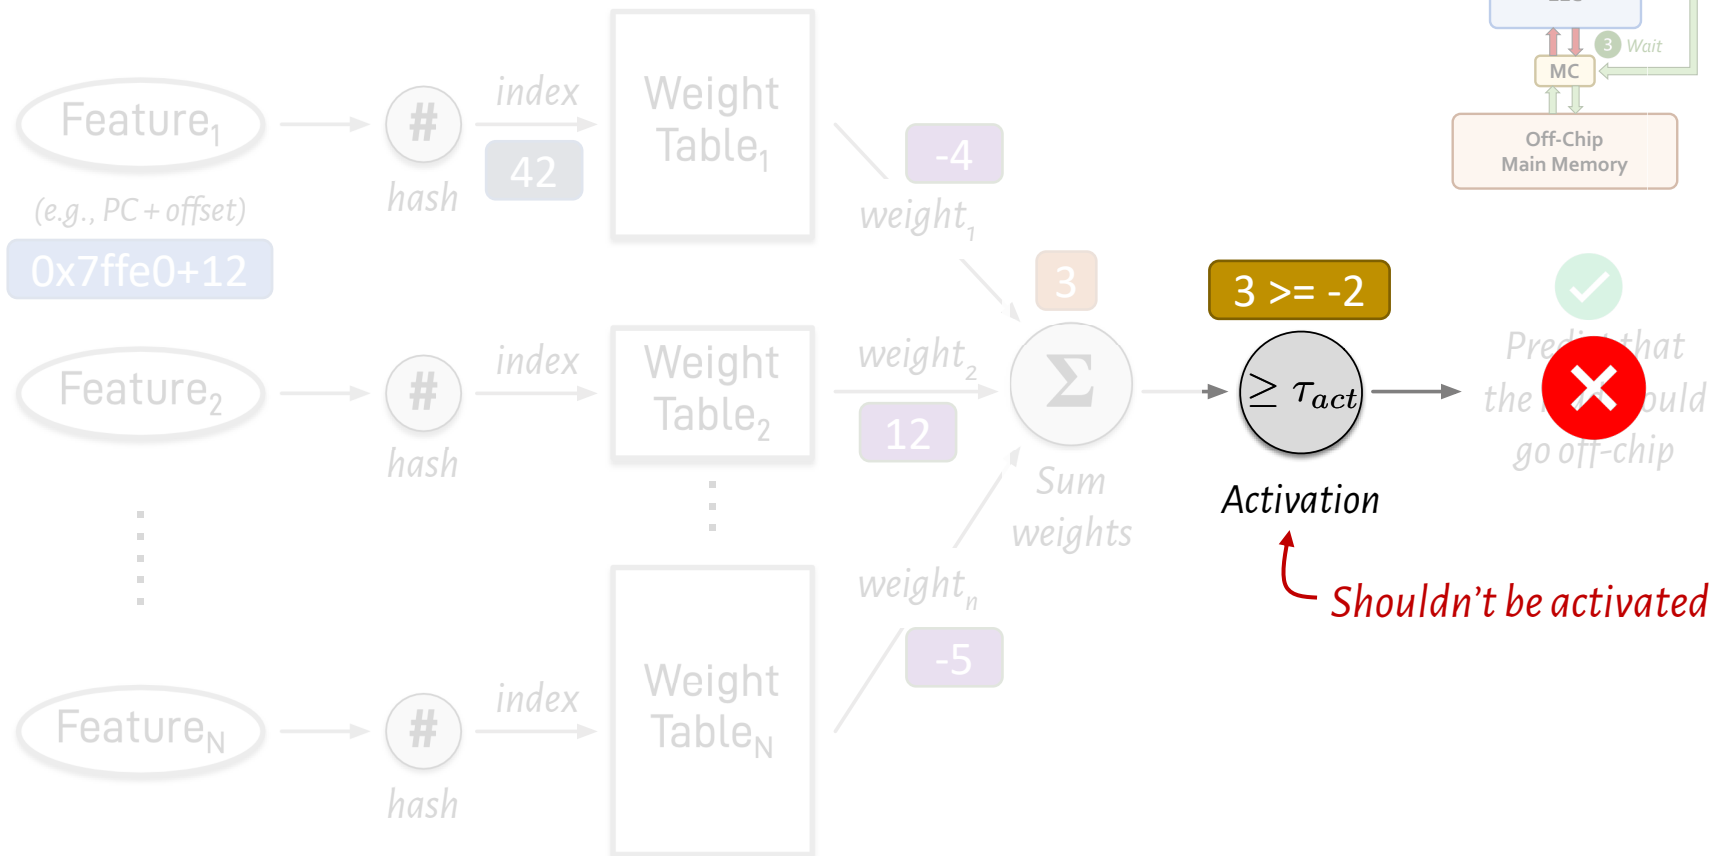 3 Wait
MC
Off-Chip
Main Memory
Feature1
(e.g., PC + offset)
0x7ffe0+12
#
hash
index
42
Weight
Table1
-4
weight1
Feature2
#
hash
index
Weight
Table2
weight2
12
FeatureN
#
hash
index
Weight
TableN
weightn
-5
3
Σ
Sum
weights
3 >= -2
≥ τact
Activation
Shouldn't be activated
that
the
go off-chip